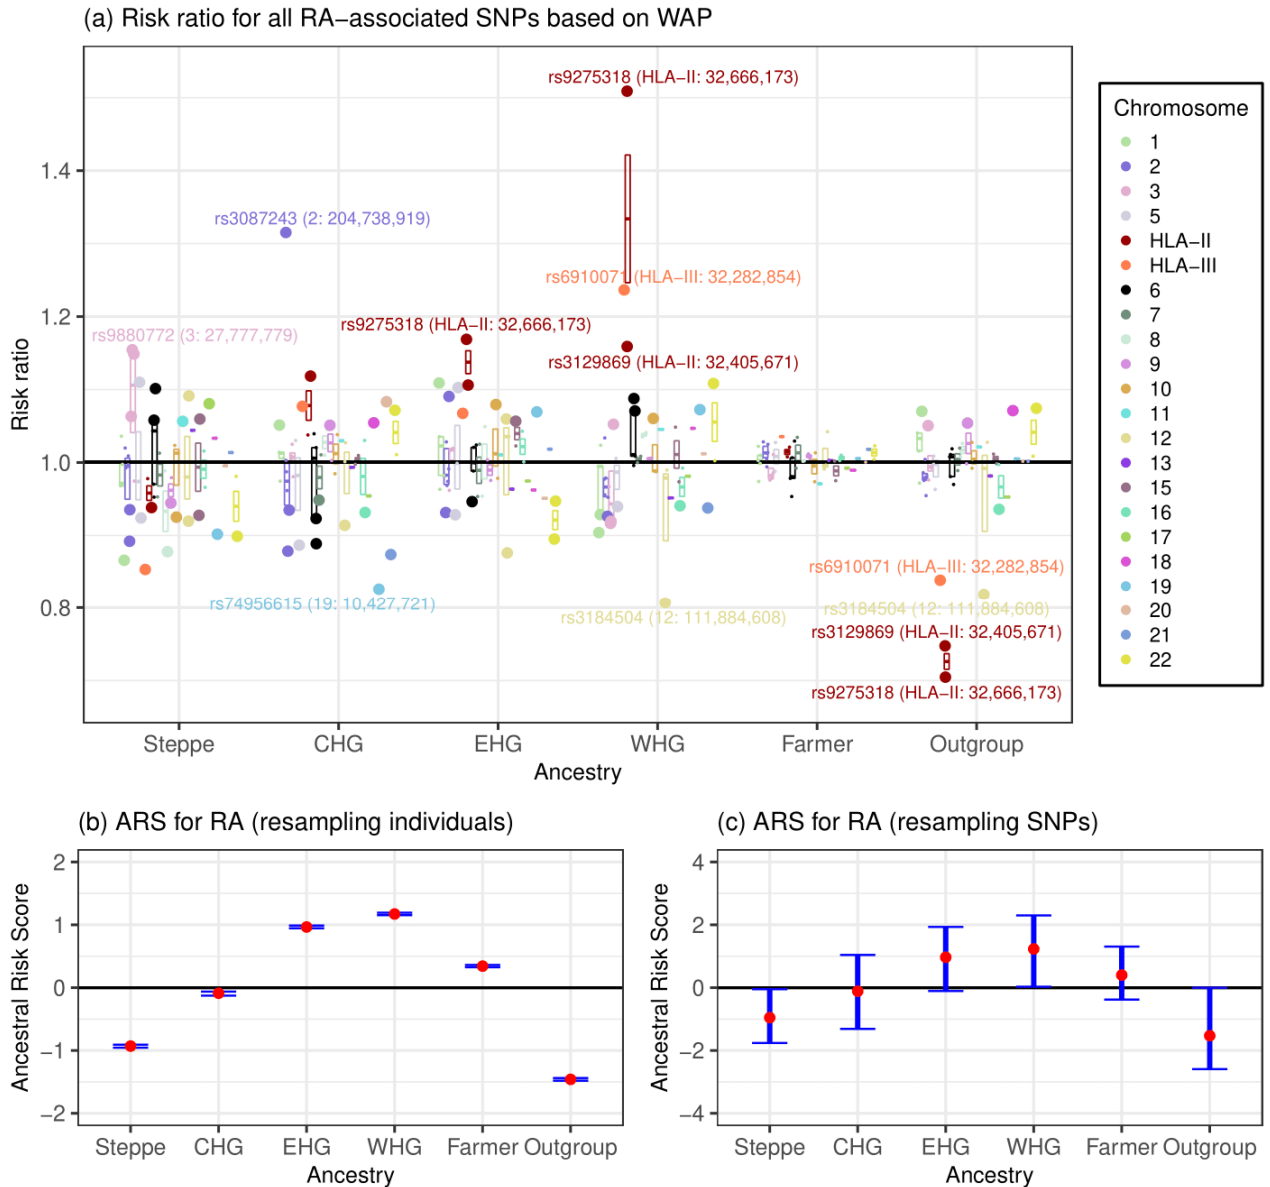 (a) Risk ratio for all RA−associated SNPs based on WAP
rs9275318 (HLA−II: 32,666,173)
1.4
rs3087243 (2: 204,738,919)
rs6910071 (HLA−III: 32,282,854)
1.2
rs9880772 (3: 27,777,779)
rs9275318 (HLA−II: 32,666,173)
rs3129869 (HLA−II: 32,405,671)
Risk ratio
1.0
rs6910071 (HLA−III: 32,282,854)
rs74956615 (19: 10,427,721)
0.8
rs3184504 (12: 111,884,608)
rs3184504 (12: 111,884,608)
rs3129869 (HLA−II: 32,405,671)
rs9275318 (HLA−II: 32,666,173)
Steppe CHG EHG WHG Farmer Outgroup
Ancestry
Chromosome
1
2
3
5
HLA−II
HLA−III
6
7
8
9
10
11
12
13
15
16
17
18
19
20
21
22
(b) ARS for RA (resampling individuals)
2
1
0
−1
−2
Ancestral Risk Score
Steppe CHG EHG WHG Farmer Outgroup
Ancestry
(c) ARS for RA (resampling SNPs)
4
2
0
−2
−4
Ancestral Risk Score
Steppe CHG EHG WHG Farmer Outgroup
Ancestry